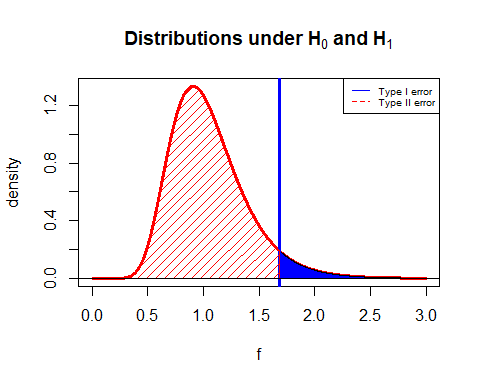 Distributions under H₀ and H₁
Type I error
Type II error
density
0.0 0.4 0.8 1.2
0.0 0.5 1.0 1.5 2.0 2.5 3.0
f